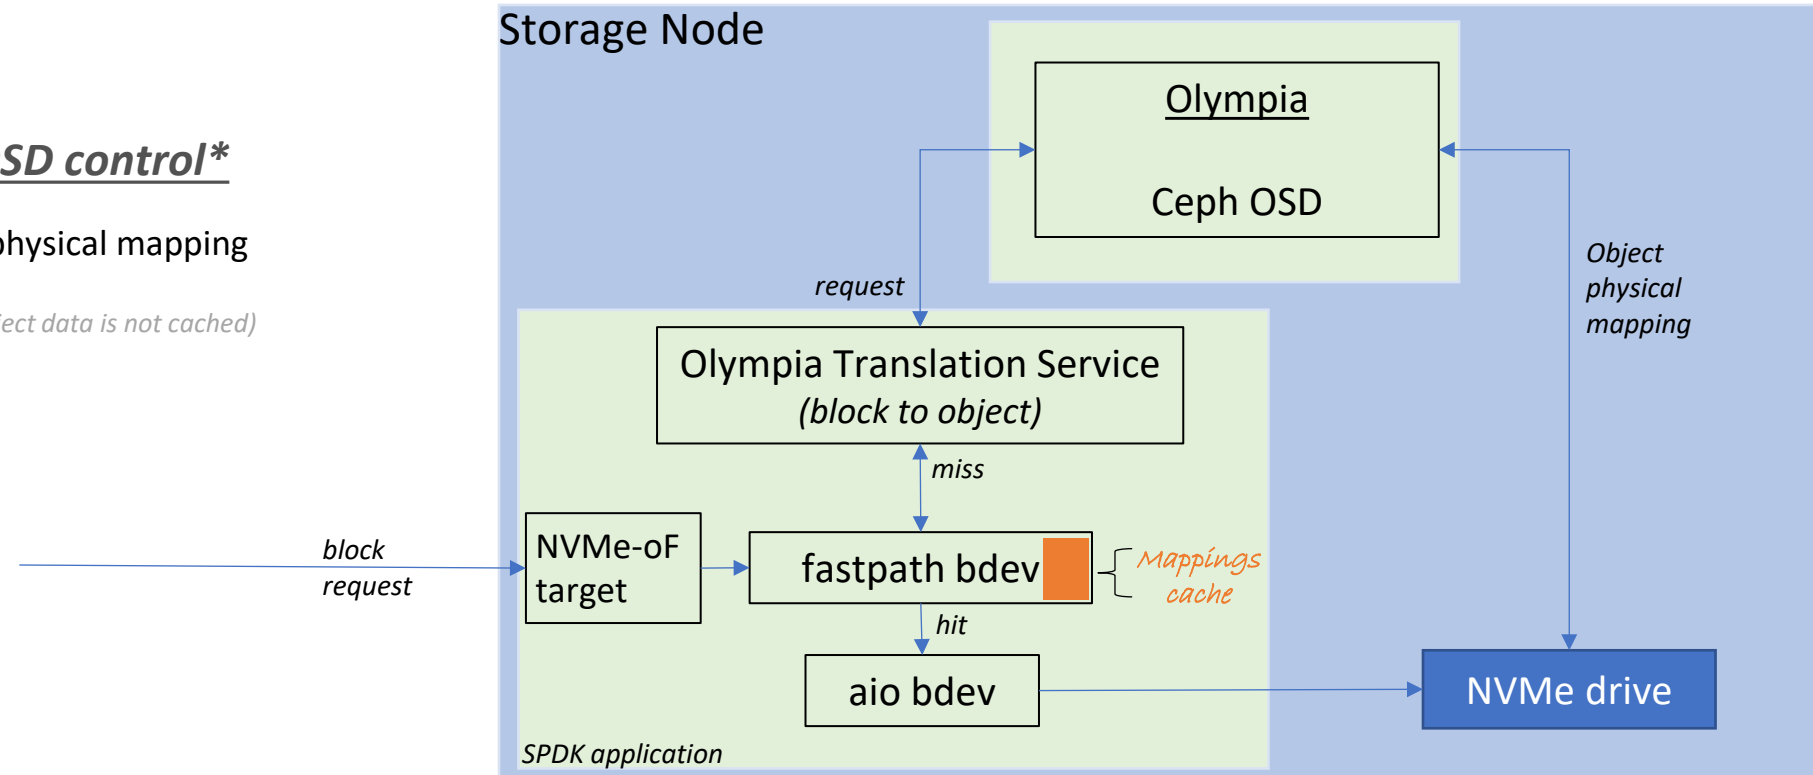 Storage Node
Olympia
Ceph OSD
SD control*
physical mapping
ject data is not cached)
request
Object
physical
mapping
Olympia Translation Service
(block to object)
miss
block
request
NVMe-oF
target
fastpath bdev
Mappings
cache
hit
aio bdev
NVMe drive
SPDK application